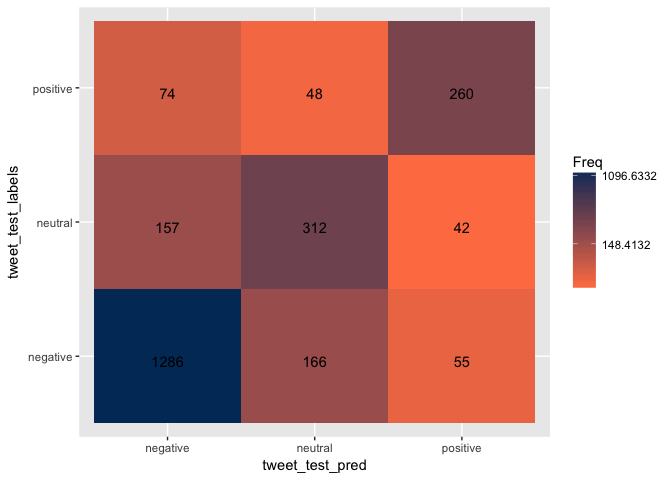 positive 74 48 260
neutral 157 312 42
negative 1286 166 55
negative neutral positive
tweet_test_pred
tweet_test_labels
Freq
1096.6332
148.4132